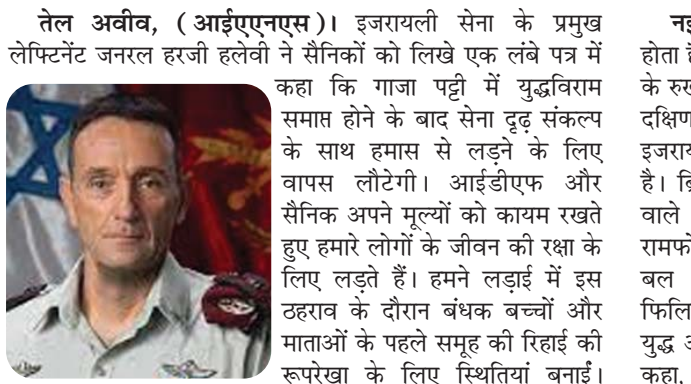 तेल अवीव, (आईएएनएस)। इजरायली सेना के प्रमुख
लेफ्टिनेंट जनरल हरजी हलेवी ने सैनिकों को लिखे एक लंबे पत्र में
कहा कि गाजा पट्टी में युद्धविराम
समाप्त होने के बाद सेना दृढ़ संकल्प
के साथ हमास से लड़ने के लिए
वापस लौटेगी। आईडीएफ और
सैनिक अपने मूल्यों को कायम रखते
हुए हमारे लोगों के जीवन की रक्षा के
लिए लड़ते हैं। हमने लड़ाई में इस
ठहराव के दौरान बंधक बच्चों और
माताओं के पहले समूह की रिहाई की
रूपरेखा के लिए स्थितियां बनाईं।
होता
के
दक्षिण
है।
वाले
बल
युद्ध
कहा,